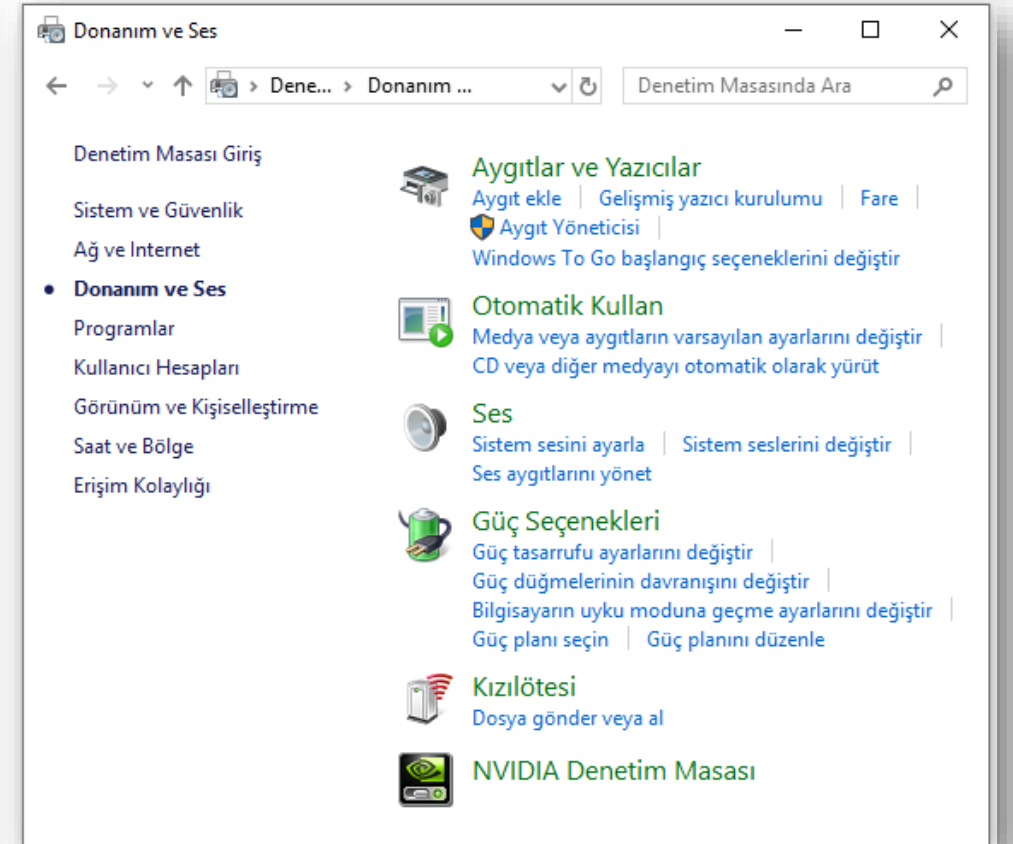 Donanım ve Ses
Dene... Donanım ...
Denetim Masasında Ara
Denetim Masası Giriş
Sistem ve Güvenlik
Ağ ve Internet
Donanım ve Ses
Programlar
Kullanıcı Hesapları
Görünüm ve Kişiselleştirme
Saat ve Bölge
Erişim Kolaylığı
Aygıtlar ve Yazıcılar
Aygıt ekle Gelişmiş yazıcı kurulumu Fare
Aygıt Yöneticisi
Windows To Go başlangıç seçeneklerini değiştir
Otomatik Kullan
Medya veya aygıtların varsayılan ayarlarını değiştir
CD veya diğer medyayı otomatik olarak yürüt
Ses
Sistem sesini ayarla Sistem seslerini değiştir
Ses aygıtlarını yönet
Güç Seçenekleri
Güç tasarrufu ayarlarını değiştir
Güç düğmelerinin davranışını değiştir
Bilgisayarın uyku moduna geçme ayarlarını değiştir
Güç planı seçin Güç planını düzenle
Kızılötesi
Dosya gönder veya al
NVIDIA Denetim Masası